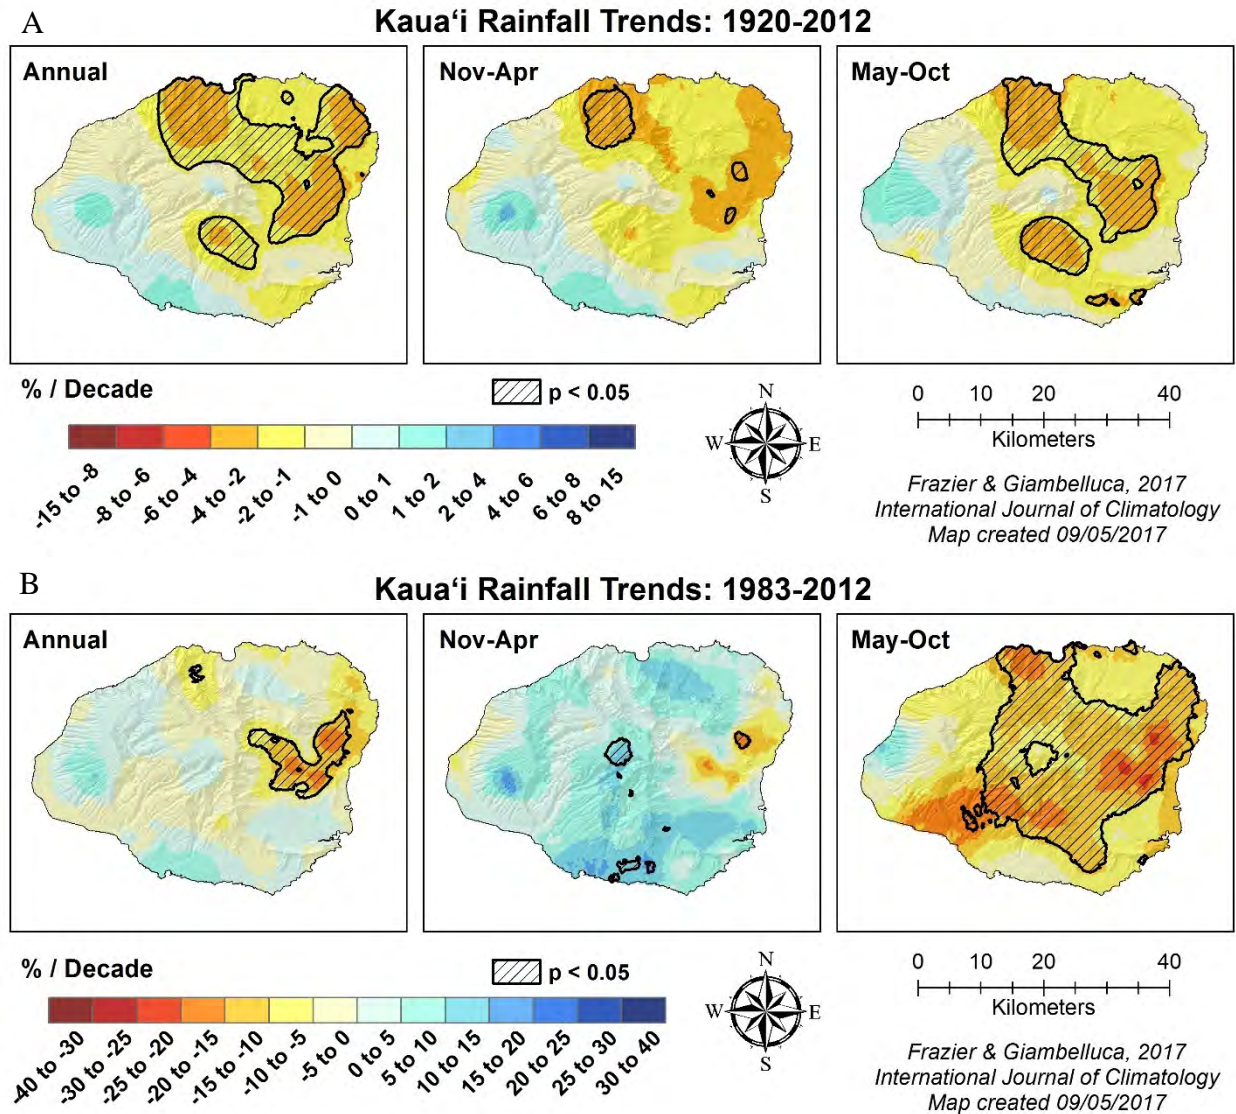 A
Kauaʻi Rainfall Trends: 1920-2012
Annual
Nov-Apr
May-Oct
% / Decade
p < 0.05
-15 to -8
-8 to -6
-6 to -4
-4 to -2
-2 to -1
-1 to 0
0 to 1
1 to 2
2 to 4
4 to 6
6 to 8
8 to 15
N
W E
S
0 10 20 40
Kilometers
Frazier & Giambelluca, 2017
International Journal of Climatology
Map created 09/05/2017
B
Kauaʻi Rainfall Trends: 1983-2012
Annual
Nov-Apr
May-Oct
% / Decade
p < 0.05
-40 to -30
-30 to -25
-25 to -20
-20 to -15
-15 to -10
-10 to -5
-5 to 0
0 to 5
5 to 10
10 to 15
15 to 20
20 to 25
25 to 30
30 to 40
N
W E
S
0 10 20 40
Kilometers
Frazier & Giambelluca, 2017
International Journal of Climatology
Map created 09/05/2017